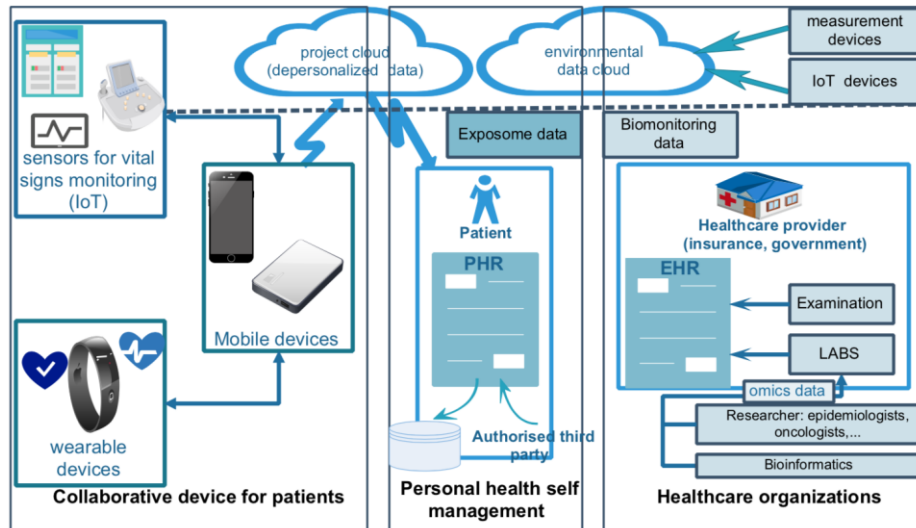 project cloud
(depersonalized data)
environmental
data cloud
measurement
devices
IoT devices
Exposome data
Biomonitoring
data
sensors for vital
signs monitoring
(IoT)
Mobile devices
wearable
devices
Collaborative device for patients
Patient
PHR
Authorised third
party
Personal health self
management
Healthcare provider
(insurance, government)
EHR
Examination
LABS
omics data
Researcher: epidemiologists,
oncologists,...
Bioinformatics
Healthcare organizations